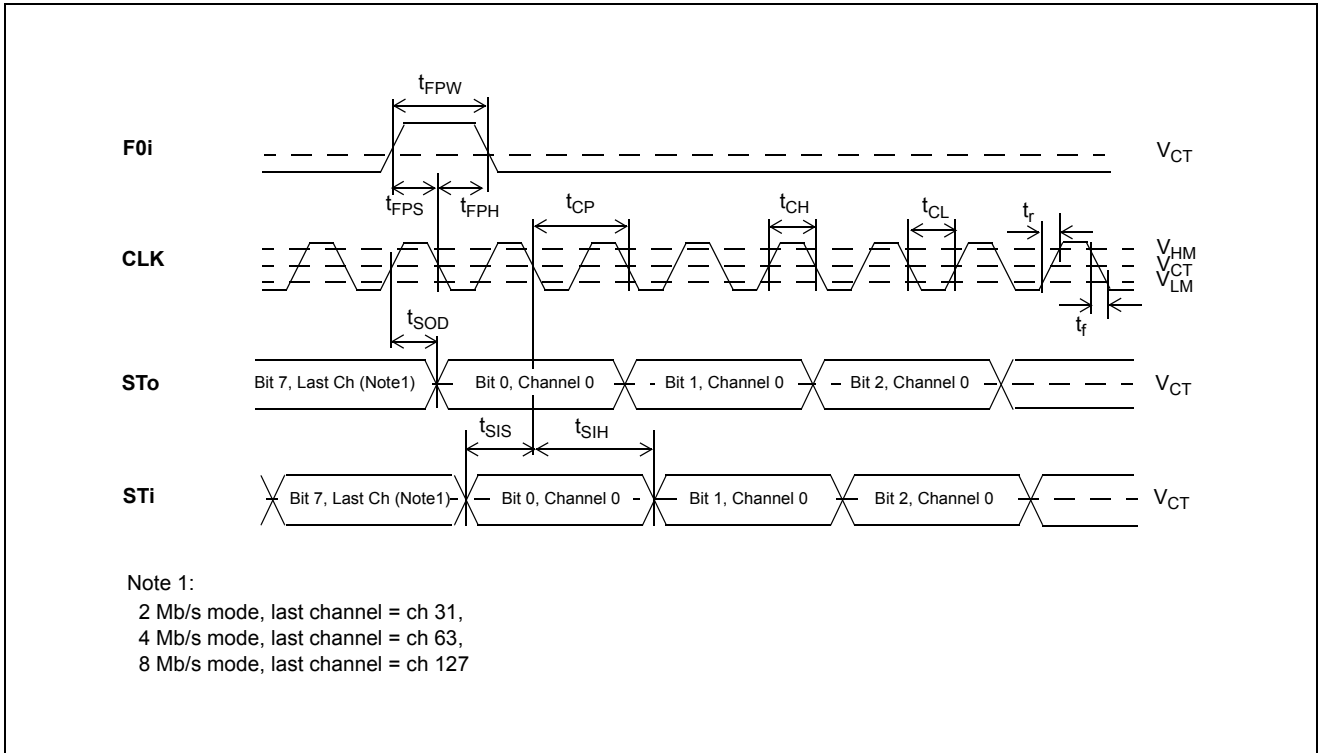 tFPW
F0i
VCT
tFPS tFPH tCP tCH tCL tr
CLK
VHM
VCT
VLM
tSOD
tf
STo
Bit 7, Last Ch (Note1) Bit 0, Channel 0 Bit 1, Channel 0 Bit 2, Channel 0
VCT
tSIS tSIH
STi
Bit 7, Last Ch (Note1) Bit 0, Channel 0 Bit 1, Channel 0 Bit 2, Channel 0
VCT
Note 1:
2 Mb/s mode, last channel = ch 31,
4 Mb/s mode, last channel = ch 63,
8 Mb/s mode, last channel = ch 127